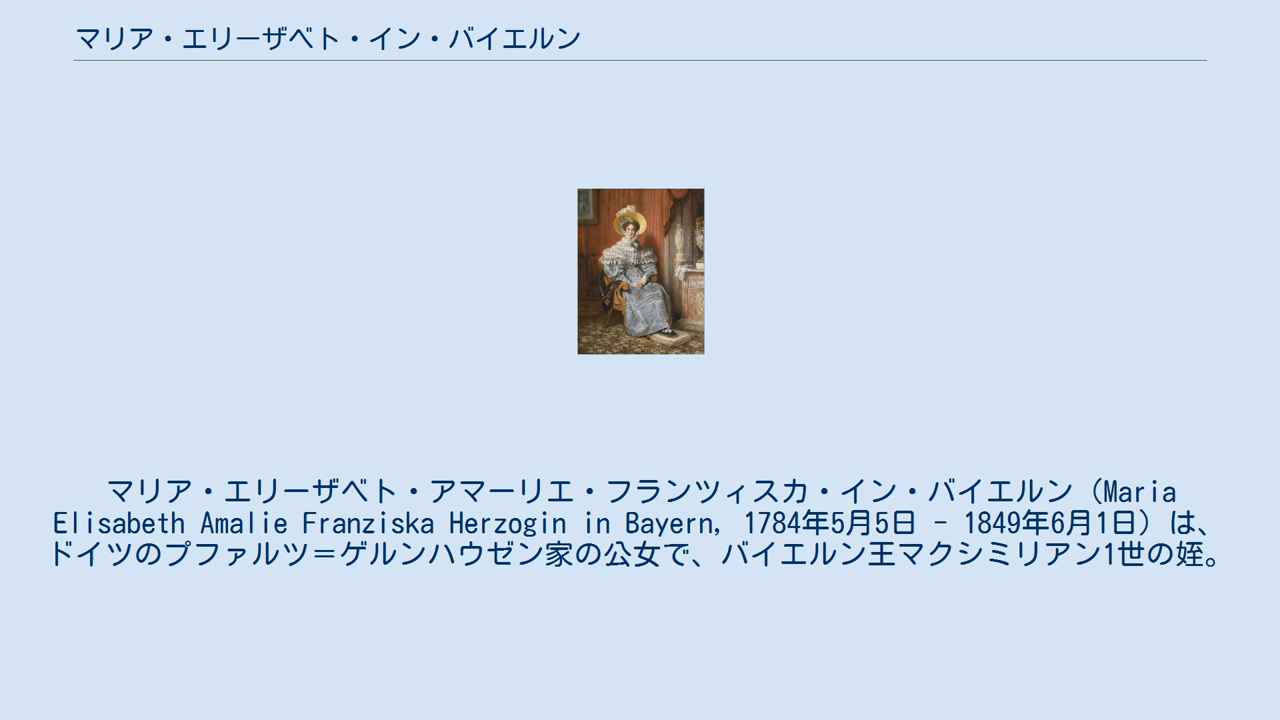 マリア・エリーザベト・イン・バイエルン
マリア・エリーザベト・アマーリエ・フランツィスカ・イン・バイエルン（Maria
Elisabeth Amalie Franziska Herzogin in Bayern, 1784年5月5日 - 1849年6月1日）は、
ドイツのプファルツ＝ゲルンハウゼン家の公女で、バイエルン王マクシミリアン1世の姪。